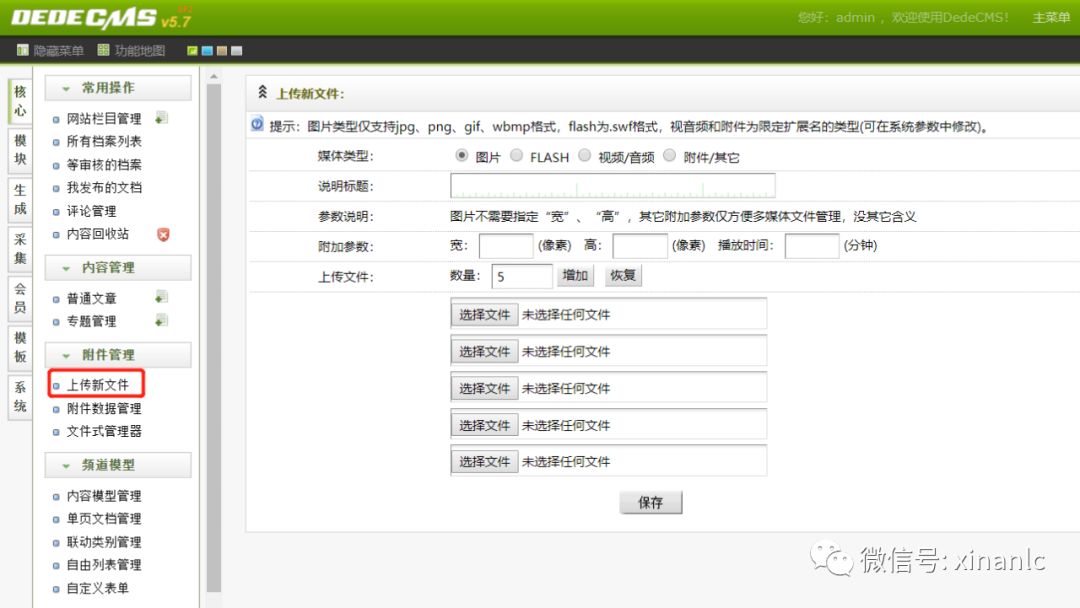 DEDECMS v5.7 SP2
您好：admin ，欢迎使用DedeCMS！ 主菜单
隐藏菜单 功能地图
核心
模块
生成
采集
会员
模板
系统
常用操作
网站栏目管理
所有档案列表
等审核的档案
我发布的文档
评论管理
内容回收站
内容管理
普通文章
专题管理
附件管理
上传新文件
附件数据管理
文件式管理器
频道模型
内容模型管理
单页文档管理
联动类别管理
自由列表管理
自定义表单
上传新文件：
提示：图片类型仅支持jpg、png、gif、wbmp格式，flash为.swf格式，视音频和附件为限定扩展名的类型(可在系统参数中修改)。
媒体类型： 图片 FLASH 视频/音频 附件/其它
说明标题：
参数说明： 图片不需要指定“宽”、“高”，其它附加参数仅方便多媒体文件管理，没其它含义
附加参数： 宽： (像素) 高： (像素) 播放时间： (分钟)
上传文件： 数量： 5 增加 恢复
选择文件 未选择任何文件
选择文件 未选择任何文件
选择文件 未选择任何文件
选择文件 未选择任何文件
选择文件 未选择任何文件
保存
微信号: xinanlc